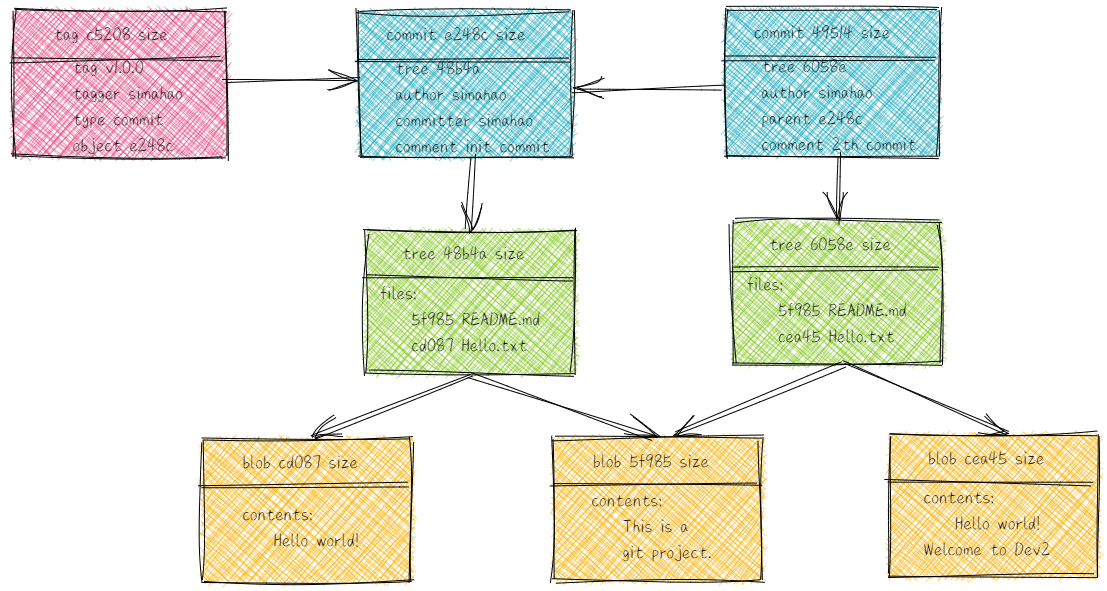 tag c5208 size
tag v1.0.0
tagger simahao
type commit
object e248c
commit e248c size
tree 48b4a
author simahao
committer simahao
comment init commit
commit 49514 size
tree 6058e
author simahao
parent e248c
comment 2th commit
tree 48b4a size
files:
5f985 README.md
cd087 Hello.txt
tree 6058e size
files:
5f985 README.md
cea45 Hello.txt
blob cd087 size
contents:
Hello world!
blob 5f985 size
contents:
This is a
git project.
blob cea45 size
contents:
Hello world!
Welcome to Dev2